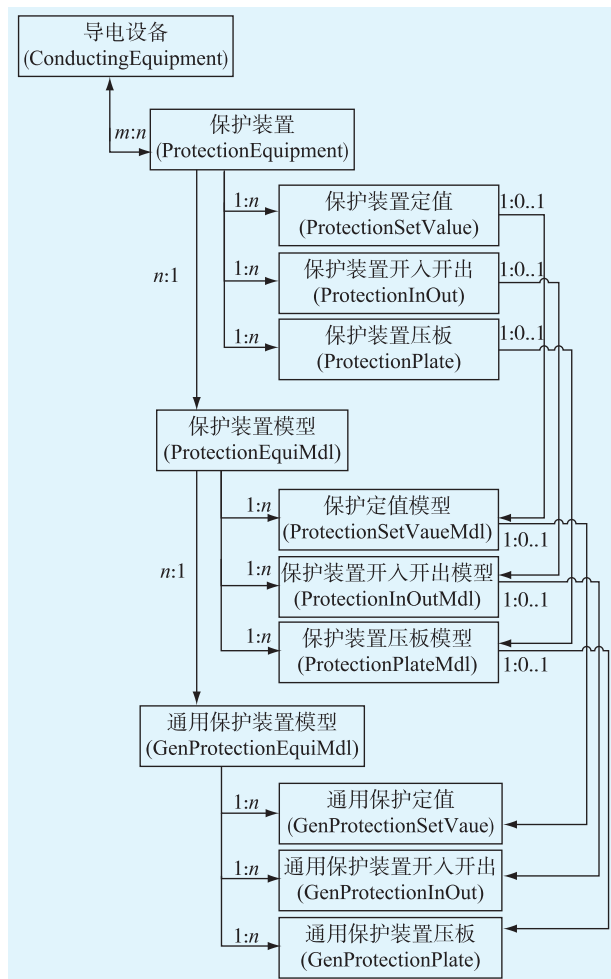 导电设备
(ConductingEquipment)
m:n
保护装置
(ProtectionEquipment)
1:n
保护装置定值
(ProtectionSetValue)
1:0..1
1:n
保护装置开入开出
(ProtectionInOut)
1:0..1
n:1
1:n
保护装置压板
(ProtectionPlate)
1:0..1
保护装置模型
(ProtectionEquiMdl)
1:n
保护定值模型
(ProtectionSetVaueMdl)
1:0..1
n:1
1:n
保护装置开入开出模型
(ProtectionInOutMdl)
1:0..1
1:n
保护装置压板模型
(ProtectionPlateMdl)
1:0..1
通用保护装置模型
(GenProtectionEquiMdl)
1:n
通用保护定值
(GenProtectionSetVaue)
1:n
通用保护装置开入开出
(GenProtectionInOut)
1:n
通用保护装置压板
(GenProtectionPlate)